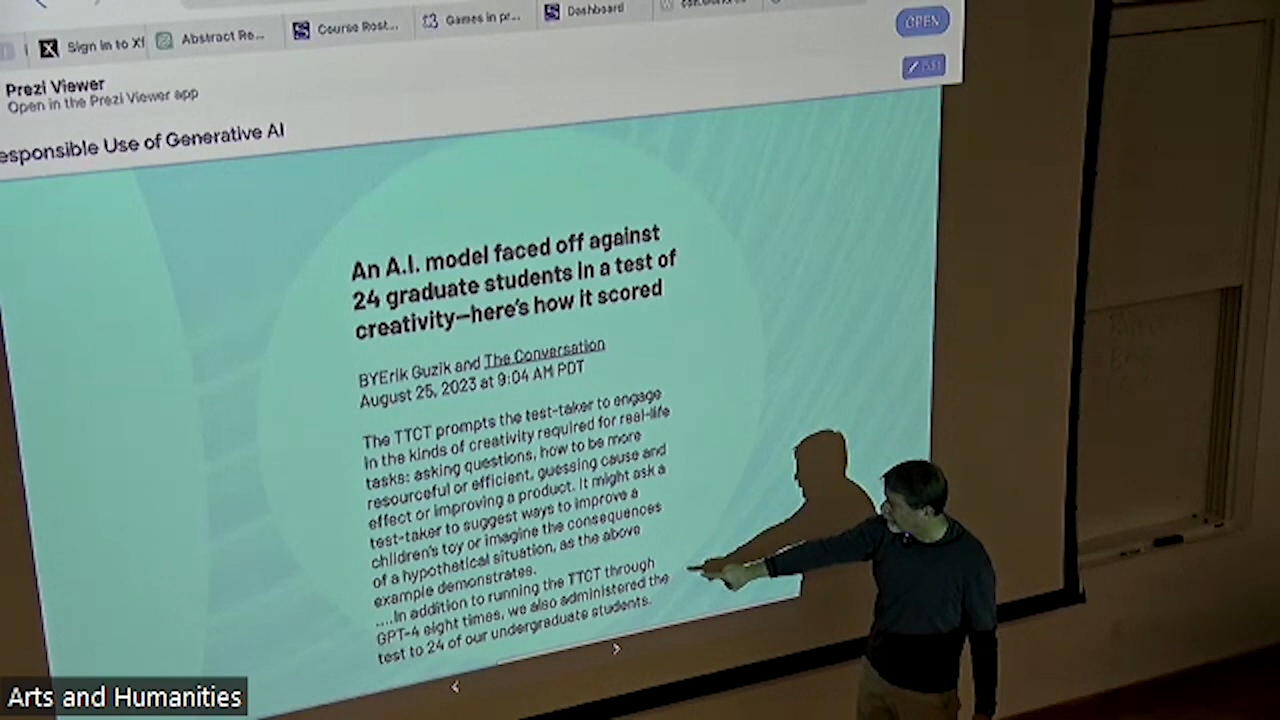 Sign in to Xf
Abstract Re...
Course Rost...
Games in pr...
Dashboard
OPEN
Prezi Viewer
Open in the Prezi Viewer app
esponsible Use of Generative AI
An A.I. model faced off against
24 graduate students in a test of
creativity—here's how it scored
BYErik Guzik and The Conversation
August 25, 2023 at 9:04 AM PDT
The TTCT prompts the test-taker to engage
in the kinds of creativity required for real-life
tasks: asking questions, how to be more
resourceful or efficient, guessing cause and
effect or improving a product. It might ask a
test-taker to suggest ways to improve a
children's toy or imagine the consequences
of a hypothetical situation, as the above
example demonstrates.
....In addition to running the TTCT through
GPT-4 eight times, we also administered the
test to 24 of our undergraduate students.
Arts and Humanities